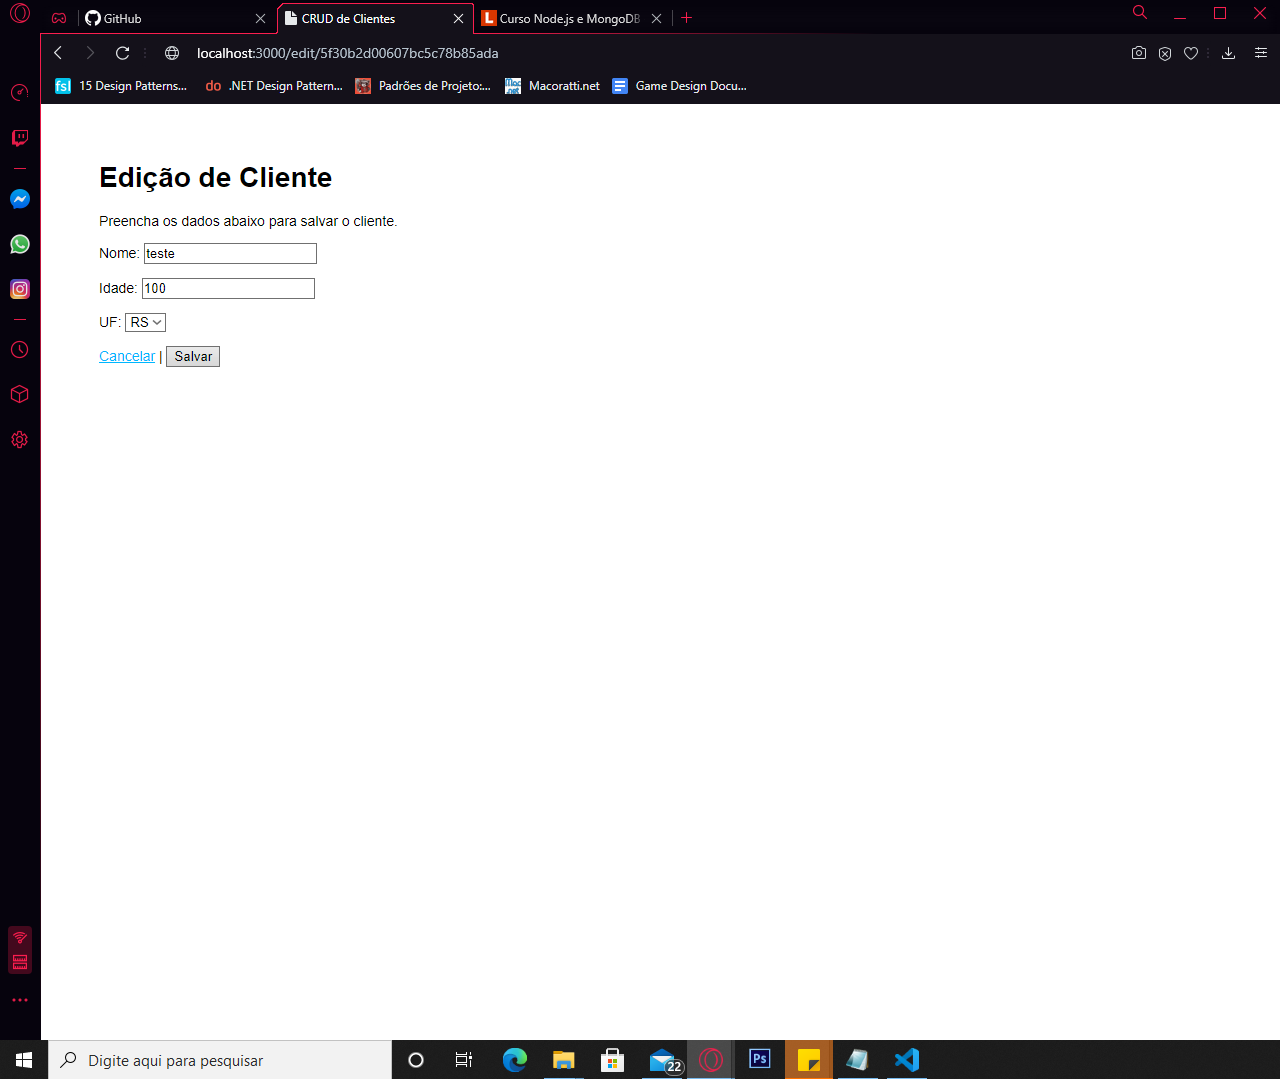 GitHub
CRUD de Clientes
L Curso Node.js e MongoDB
localhost:3000/edit/5f30b2d00607bc5c78b85ada
fsl 15 Design Patterns...
do .NET Design Pattern...
Padrões de Projeto:...
Macoratti.net
Game Design Docu...
Edição de Cliente
Preencha os dados abaixo para salvar o cliente.
Nome: teste
Idade: 100
UF: RS
Cancelar | Salvar
Digite aqui para pesquisar
22
Ps